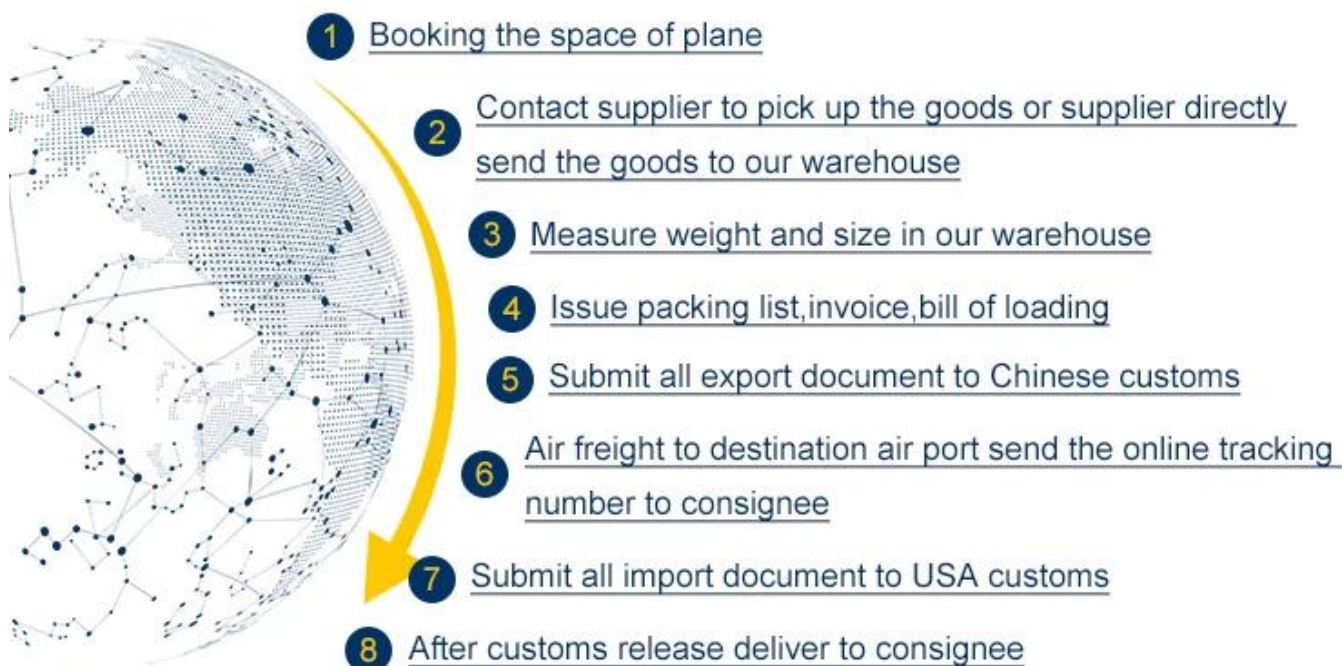 1 Booking the space of plane
2 Contact supplier to pick up the goods or supplier directly
send the goods to our warehouse
3 Measure weight and size in our warehouse
4 Issue packing list,invoice,bill of loading
5 Submit all export document to Chinese customs
6 Air freight to destination air port send the online tracking
number to consignee
7 Submit all import document to USA customs
8 After customs release deliver to consignee